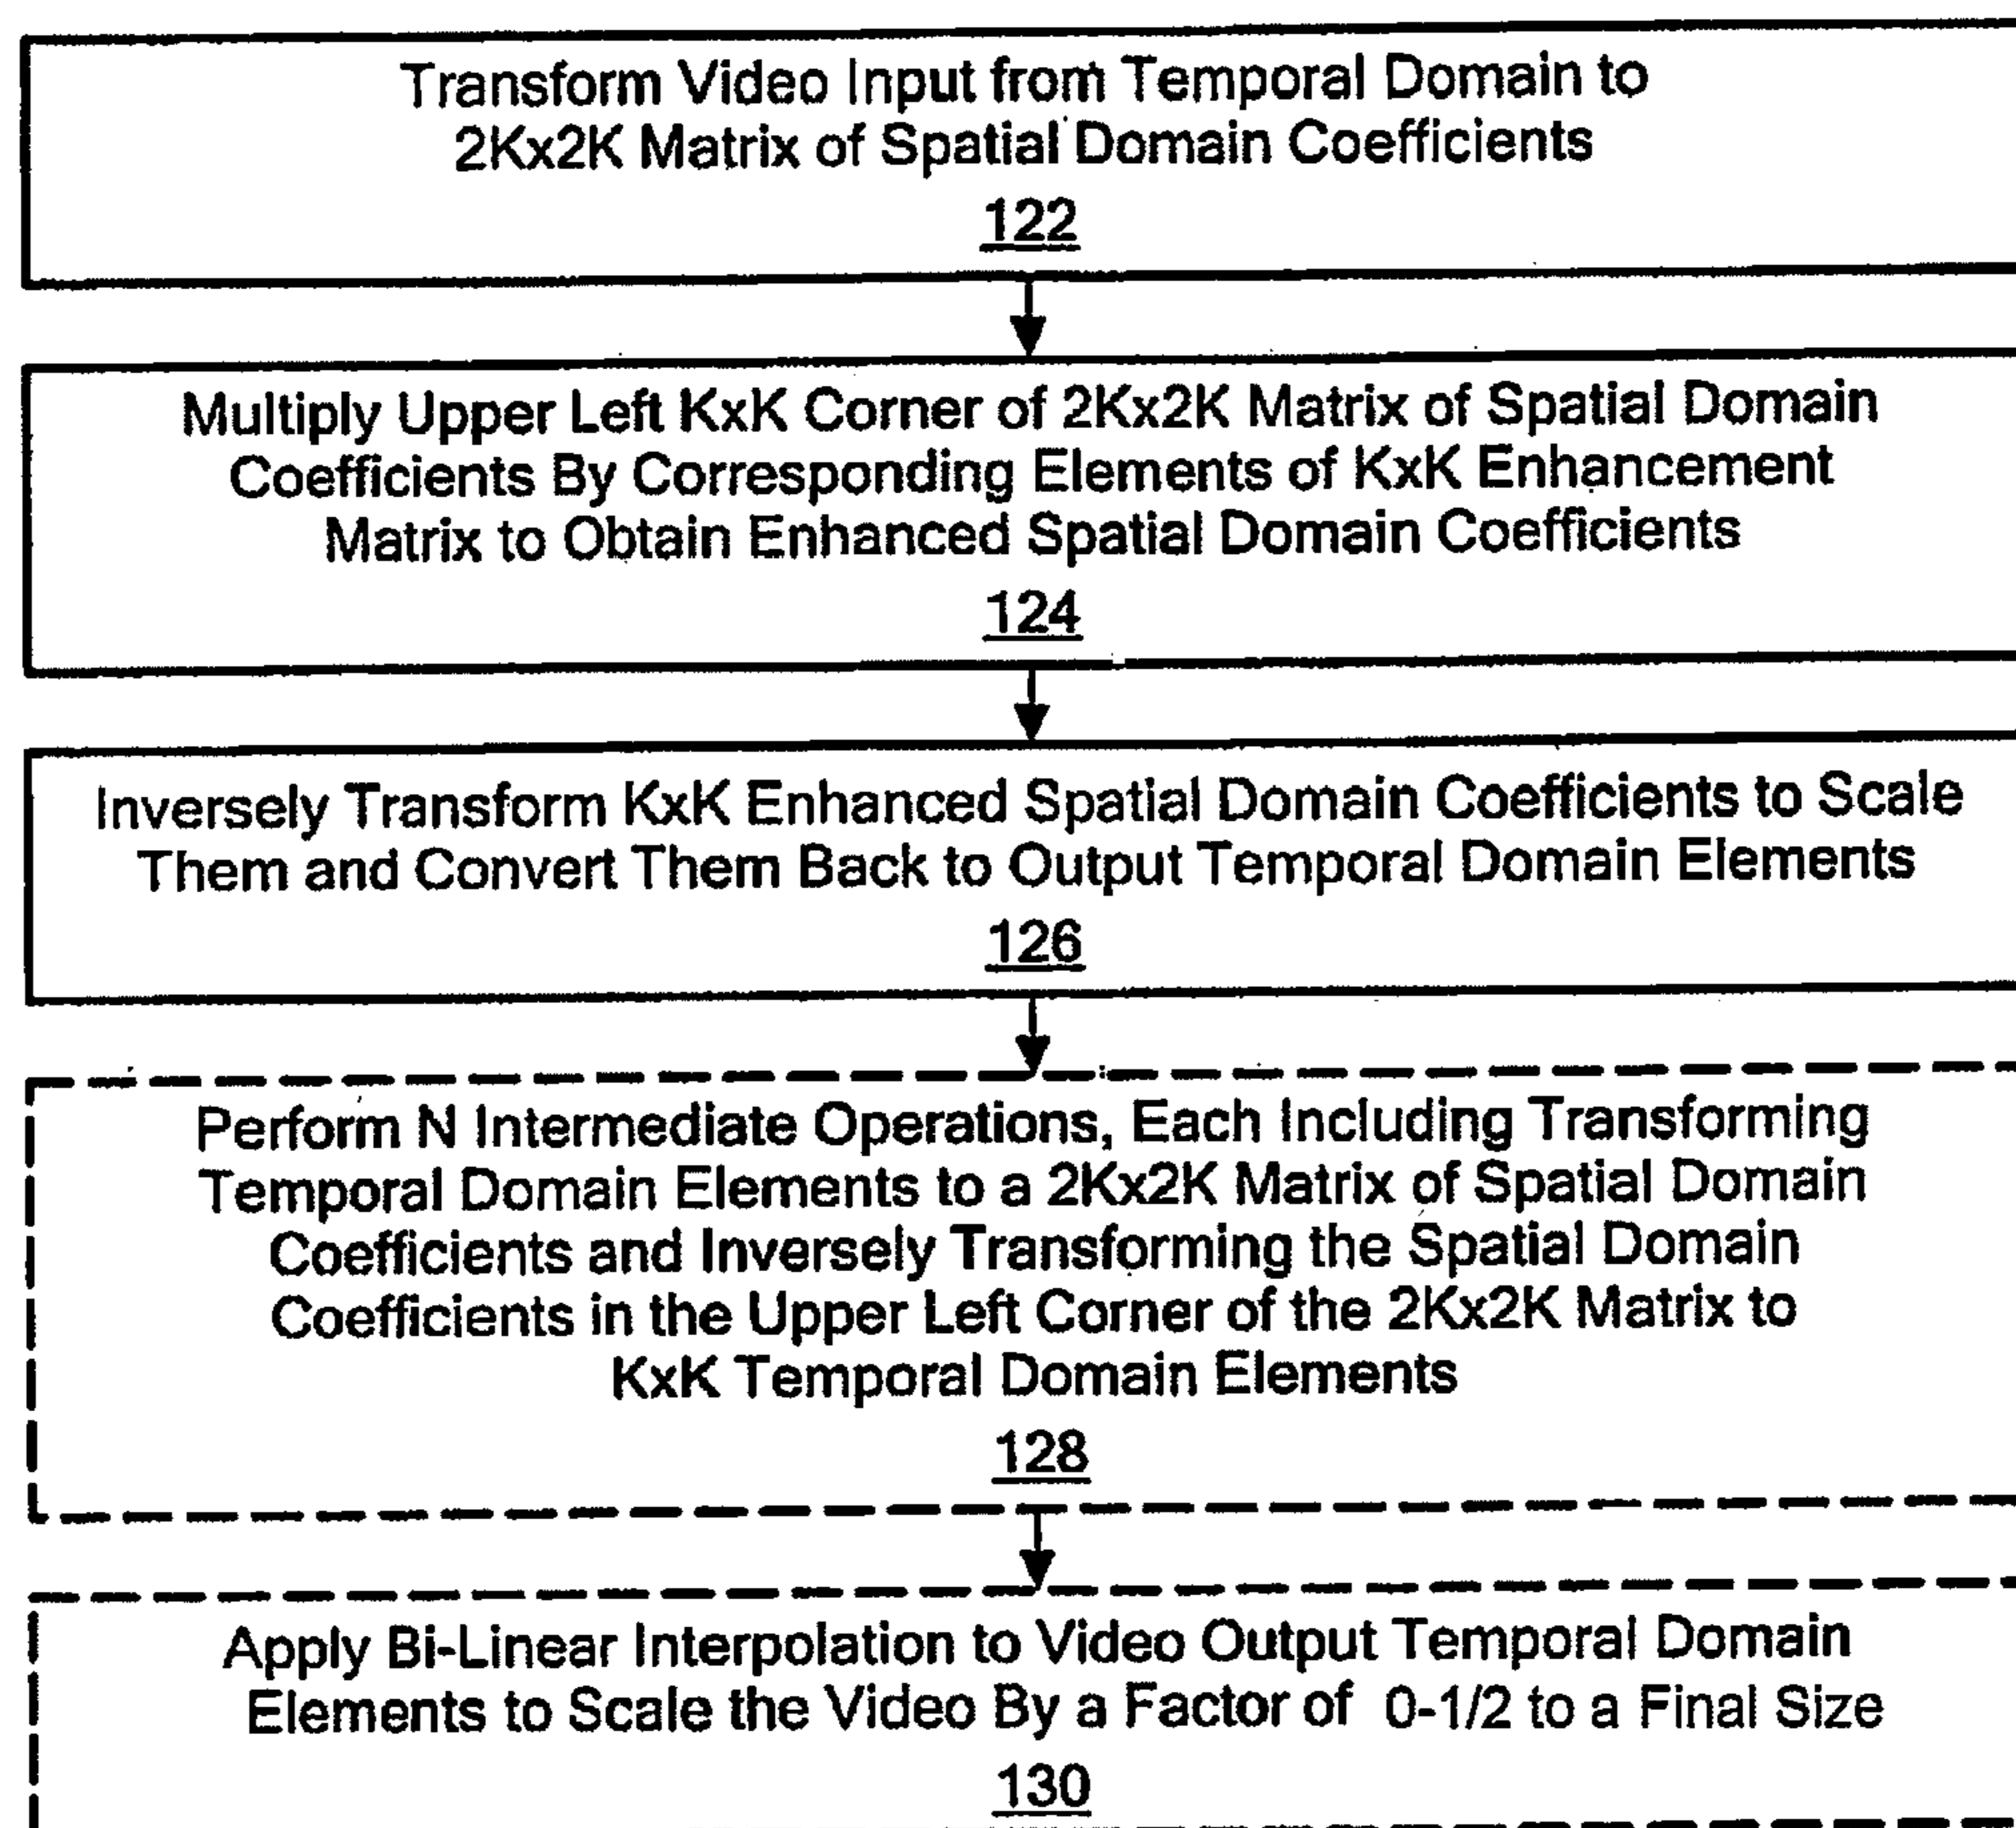 Transform Video Input from Temporal Domain to
2Kx2K Matrix of Spatial Domain Coefficients
122
Multiply Upper Left KxK Corner of 2Kx2K Matrix of Spatial Domain
Coefficients By Corresponding Elements of KxK Enhancement
Matrix to Obtain Enhanced Spatial Domain Coefficients
124
Inversely Transform KxK Enhanced Spatial Domain Coefficients to Scale
Them and Convert Them Back to Output Temporal Domain Elements
126
Perform N Intermediate Operations, Each Including Transforming
Temporal Domain Elements to a 2Kx2K Matrix of Spatial Domain
Coefficients and Inversely Transforming the Spatial Domain
Coefficients in the Upper Left Corner of the 2Kx2K Matrix to
KxK Temporal Domain Elements
128
Apply Bi-Linear Interpolation to Video Output Temporal Domain
Elements to Scale the Video By a Factor of 0-1/2 to a Final Size
130